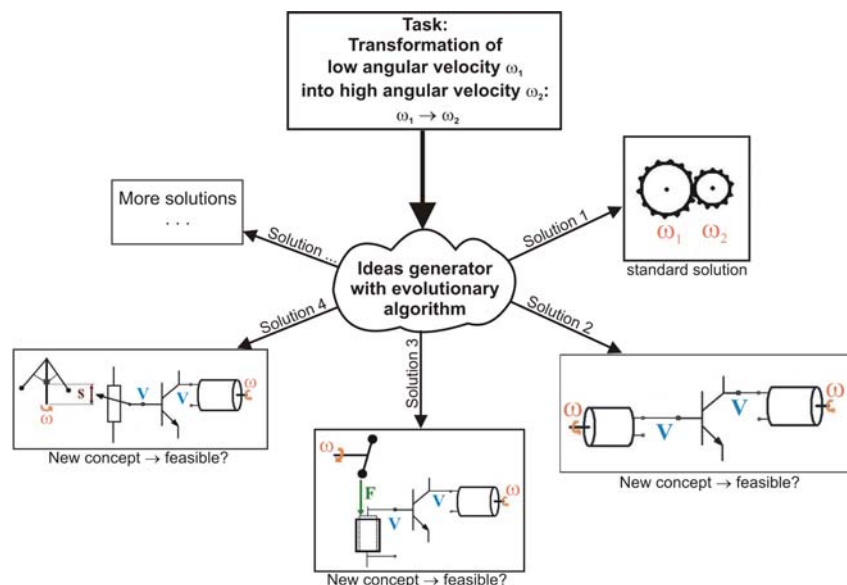 Task:
Transformation of
low angular velocity ω₁
into high angular velocity ω₂:
ω₁ → ω₂
More solutions
. . .
Solution ...
Solution 1
ω₁ ω₂
standard solution
Ideas generator
with evolutionary
algorithm
Solution 4
Solution 3
Solution 2
s
ω
V
V
ω
New concept → feasible?
ω
F
V
V
ω
New concept → feasible?
ω
V
V
ω
New concept → feasible?